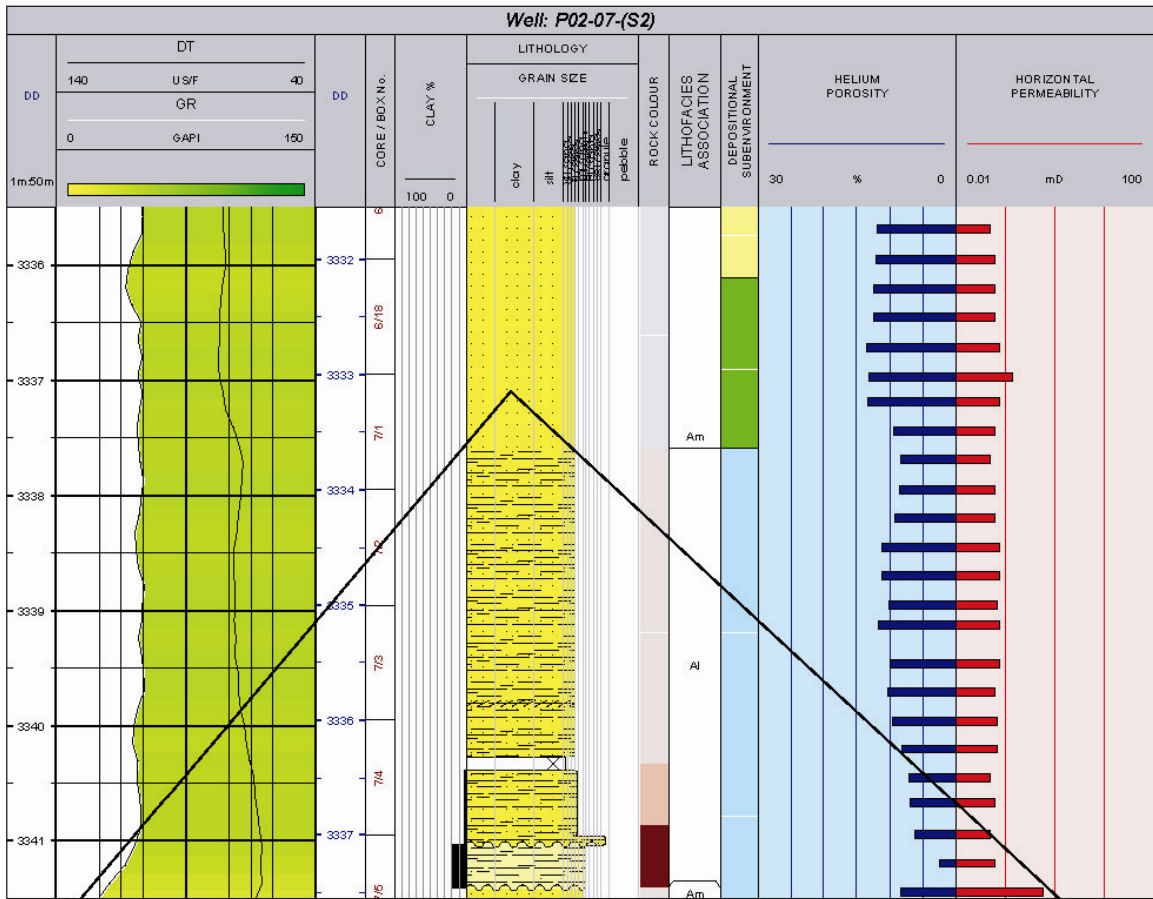 Well: P02-07-(S2)
DD
DT
140 US/F 40
GR
0 GAPI 150
1m:50m
DD
CORE / BOX No.
CLAY %
100 0
LITHOLOGY
GRAIN SIZE
clay
silt
granule
pebble
ROCK COLOUR
LITHOFACIES
ASSOCIATION
DEPOSITIONAL
SUBENVIRONMENT
HELIUM
POROSITY
30 % 0
HORIZONTAL
PERMEABILITY
0.01 mD 100
3336
3337
3338
3339
3340
3341
3332
3333
3334
3335
3336
3337
6/18
7/1
7/2
7/3
7/4
7/5
Am
Al
Am